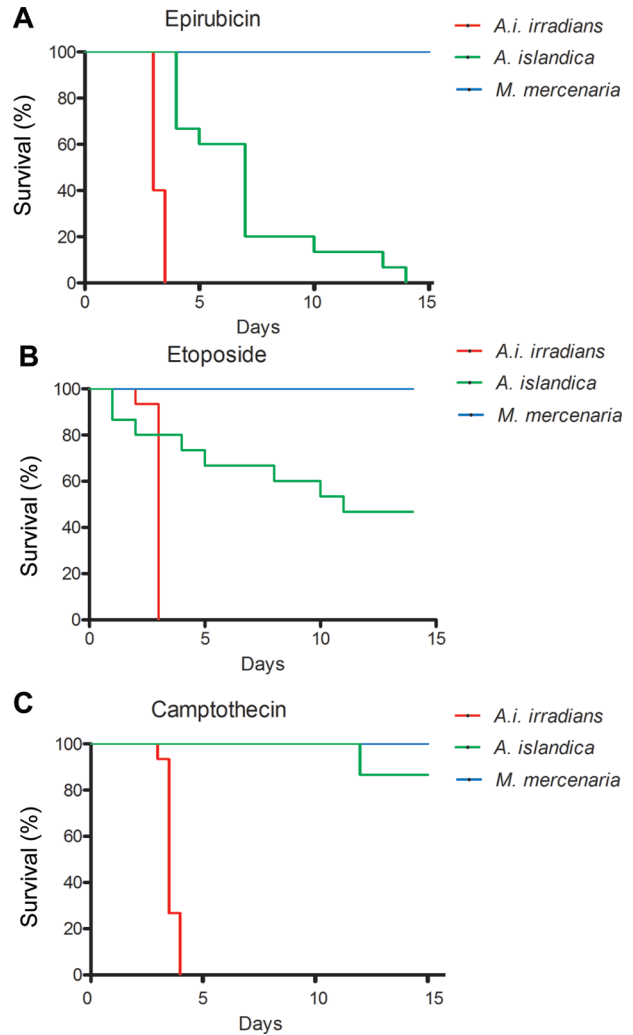 A
Epirubicin
A.i. irradians
A. islandica
M. mercenaria
Survival (%)
100
80
60
40
20
0
0 5 10 15
Days
B
Etoposide
A.i. irradians
A. islandica
M. mercenaria
Survival (%)
100
80
60
40
20
0
0 5 10 15
Days
C
Camptothecin
A.i. irradians
A. islandica
M. mercenaria
Survival (%)
100
80
60
40
20
0
0 5 10 15
Days